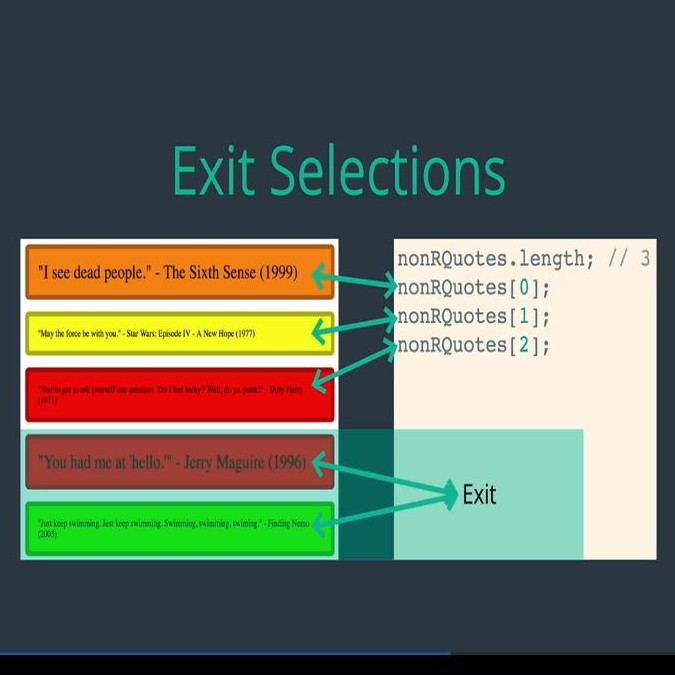 Exit Selections
"I see dead people." - The Sixth Sense (1999)
"May the force be with you." - Star Wars: Episode IV - A New Hope (1977)
"You've got to ask yourself one question: 'Do I feel lucky?' Well, do ya, punk?" - Dirty Harry
(1971)
"You had me at 'hello.'" - Jerry Maguire (1996)
"Just keep swimming. Just keep swimming. Swimming, swimming, swiming." - Finding Nemo
(2003)
nonRQuotes.length; // 3
nonRQuotes[0];
nonRQuotes[1];
nonRQuotes[2];
Exit